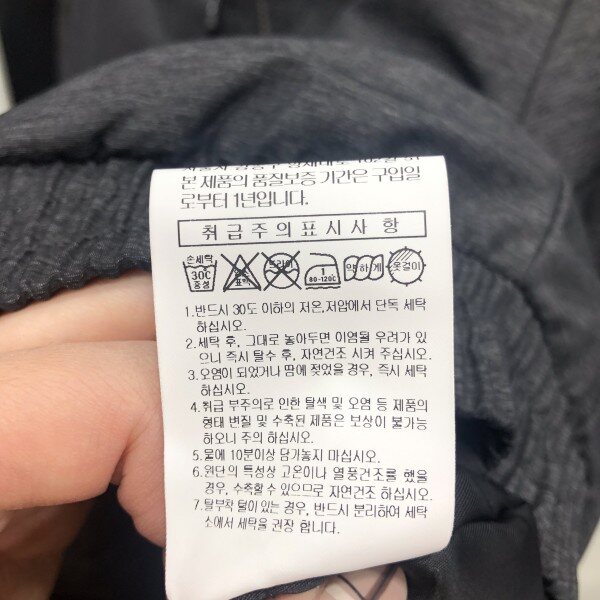 본 제품의 품질보증 기간은 구입일
로부터 1년입니다.
취급주의표시사항
손세탁
30C
중성
표백
드라이
1
80-120C
약하게
옷걸이
1.반드시 30도 이하의 저온,저압에서 단독 세탁
하십시오.
2.세탁 후, 그대로 놓아두면 이염될 우려가 있
으니 즉시 탈수 후, 자연건조 시켜 주십시오.
3.오염이 되었거나 땀에 젖었을 경우, 즉시 세탁
하십시오.
4.취급 부주의로 인한 탈색 및 오염 등 제품의
형태 변질 및 수축된 제품은 보상이 불가능
하오니 주의 하십시오.
5.물에 10분이상 담가놓지 마십시오.
6.원단의 특성상 고온이나 열풍건조를 했을
경우, 수축할 수 있으므로 자연건조 하십시오.
7.탈부착 털이 있는 경우, 반드시 분리하여 세탁
소에서 세탁을 권장 합니다.